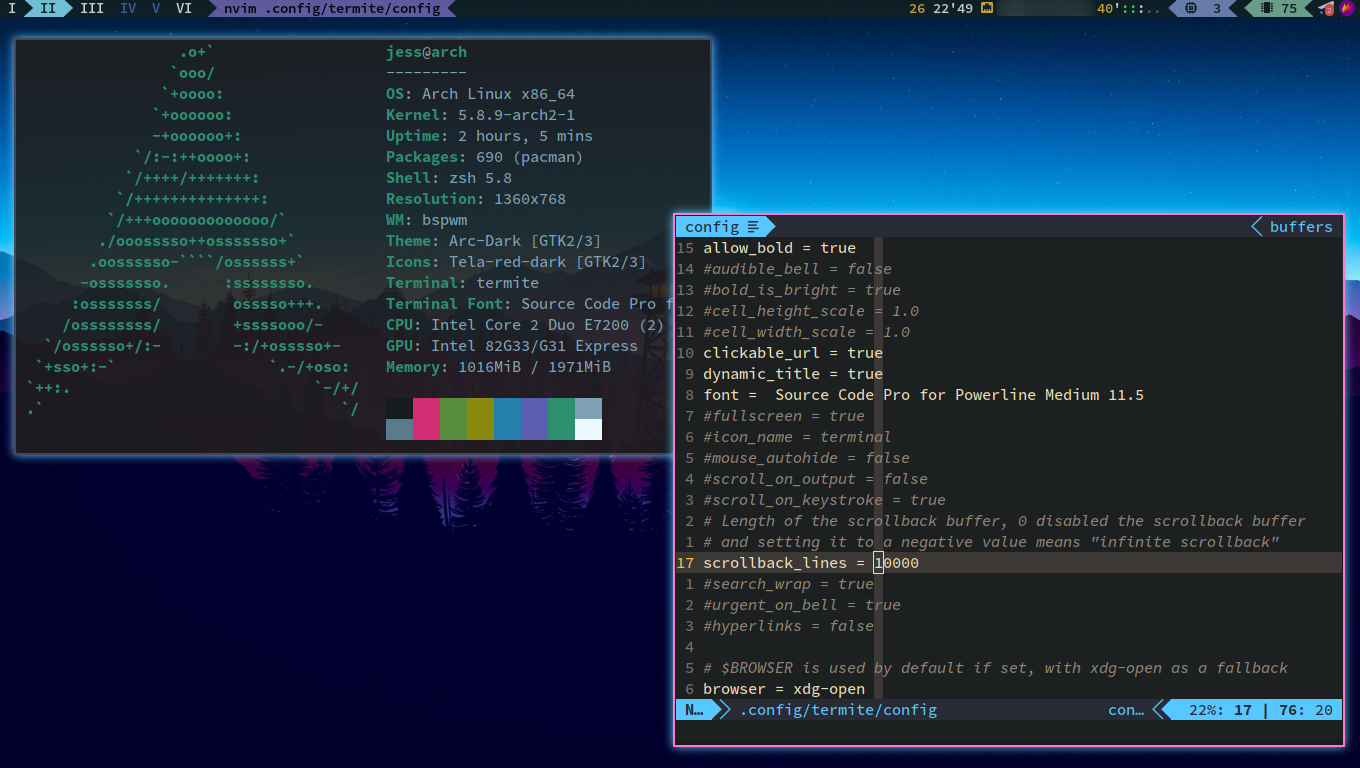 I II III IV V VI nvim .config/termite/config 26 22'49 40'::::.. 3 75 2
.o+`
`ooo/
`+oooo:
`+oooooo:
-+oooooo+:
`/:-:++oooo+:
`/++++/+++++++:
`/++++++++++++++:
`/+++ooooooooooooo/`
./ooosssso++osssssso+`
.oossssso-````/ossssss+`
-osssssso.      :ssssssso.
:osssssss/        osssso+++.
/ossssssss/        +ssssooo/-
`/ossssso+/:-        -:/+osssso+-
`+sso+:-`                 `.-/+oso:
`++:.                           `-/+/
.`                                 `/
jess@arch
---------
OS: Arch Linux x86_64
Kernel: 5.8.9-arch2-1
Uptime: 2 hours, 5 mins
Packages: 690 (pacman)
Shell: zsh 5.8
Resolution: 1360x768
WM: bspwm
Theme: Arc-Dark [GTK2/3]
Icons: Tela-red-dark [GTK2/3]
Terminal: termite
Terminal Font: Source Code Pro f
CPU: Intel Core 2 Duo E7200 (2)
GPU: Intel 82G33/G31 Express
Memory: 1016MiB / 1971MiB
config buffers
15 allow_bold = true
14 #audible_bell = false
13 #bold_is_bright = true
12 #cell_height_scale = 1.0
11 #cell_width_scale = 1.0
10 clickable_url = true
9 dynamic_title = true
8 font =  Source Code Pro for Powerline Medium 11.5
7 #fullscreen = true
6 #icon_name = terminal
5 #mouse_autohide = false
4 #scroll_on_output = false
3 #scroll_on_keystroke = true
2 # Length of the scrollback buffer, 0 disabled the scrollback buffer
1 # and setting it to a negative value means "infinite scrollback"
17 scrollback_lines = 10000
1 #search_wrap = true
2 #urgent_on_bell = true
3 #hyperlinks = false
4
5 # $BROWSER is used by default if set, with xdg-open as a fallback
6 browser = xdg-open
N… .config/termite/config con… 22%: 17 | 76: 20